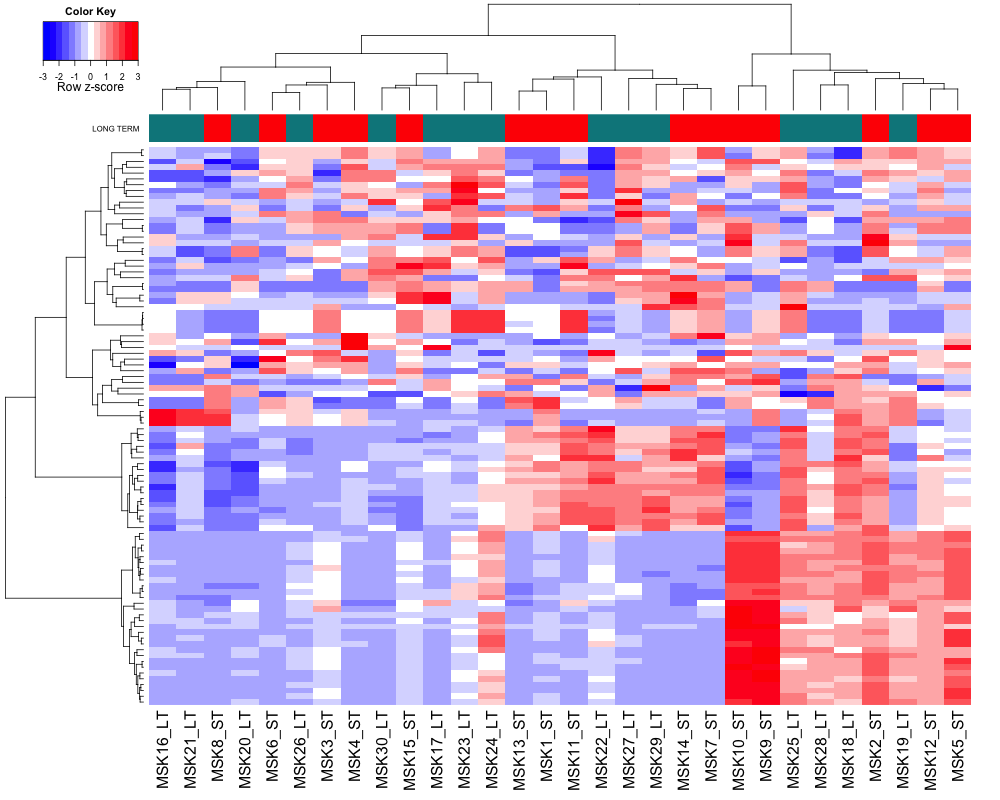 Color Key
-3 -2 -1 0 1 2 3
Row z-score
LONG TERM
MSK16_LT
MSK21_LT
MSK8_ST
MSK20_LT
MSK6_ST
MSK26_LT
MSK3_ST
MSK4_ST
MSK30_LT
MSK15_ST
MSK17_LT
MSK23_LT
MSK24_LT
MSK13_ST
MSK1_ST
MSK11_ST
MSK22_LT
MSK27_LT
MSK29_LT
MSK14_ST
MSK7_ST
MSK10_ST
MSK9_ST
MSK25_LT
MSK28_LT
MSK18_LT
MSK2_ST
MSK19_LT
MSK12_ST
MSK5_ST